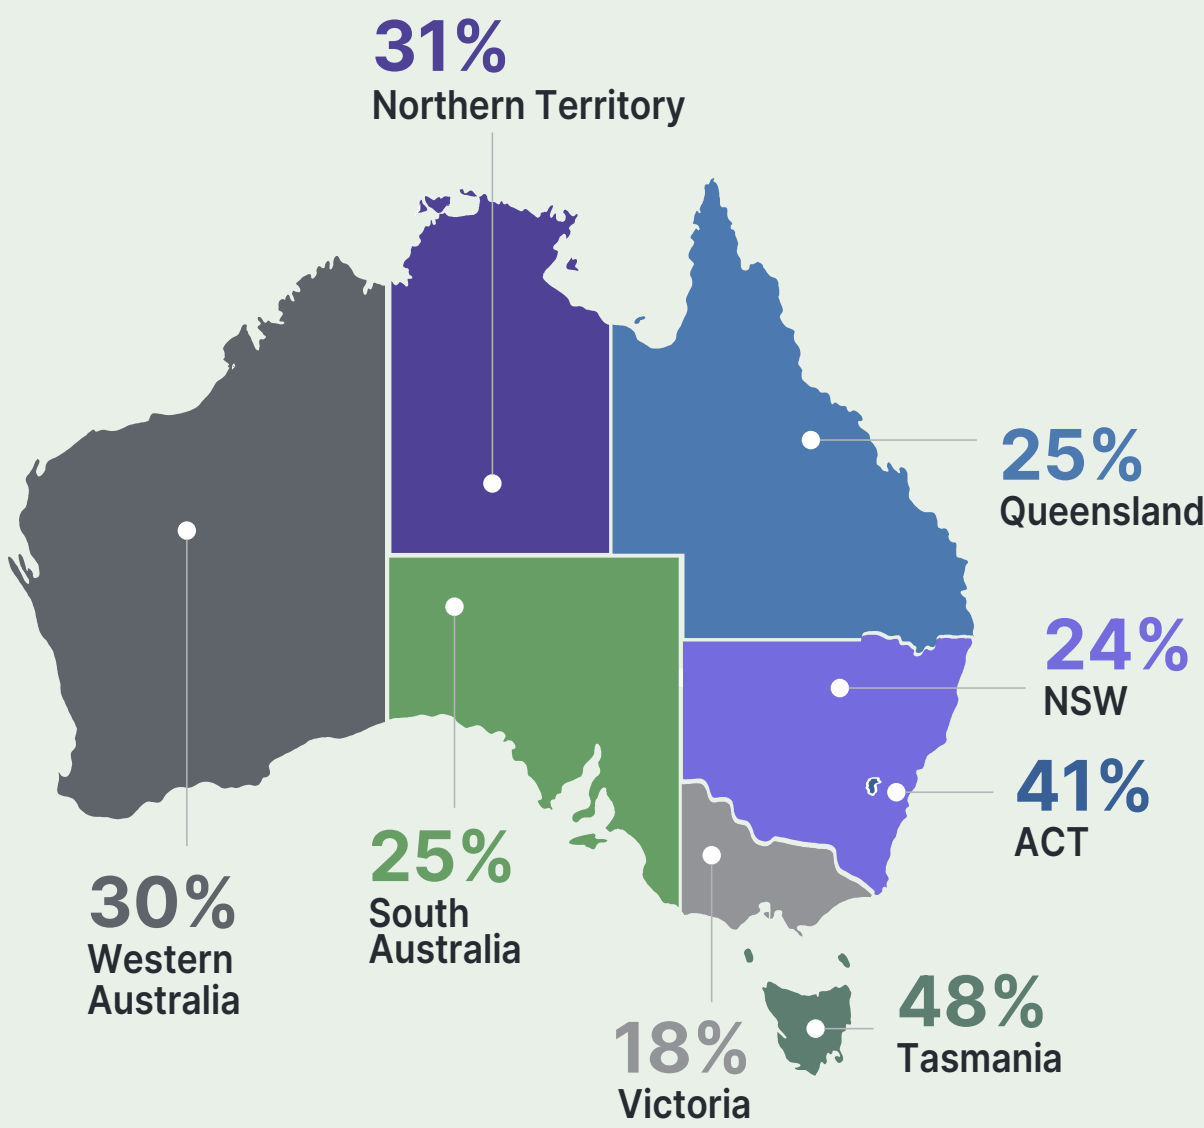 31%
Northern Territory
25%
Queensland
24%
NSW
41%
ACT
25%
South
Australia
30%
Western
Australia
48%
Tasmania
18%
Victoria